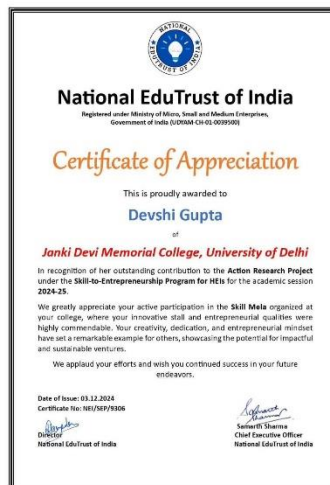 NATIONAL
EDUTRUST OF INDIA
National EduTrust of India
Registered under Ministry of Micro, Small and Medium Enterprises,
Government of India (UDYAM-CH-01-0039500)
Certificate of Appreciation
This is proudly awarded to
Devshi Gupta
of
Janki Devi Memorial College, University of Delhi
In recognition of her outstanding contribution to the Action Research Project
under the Skill-to-Entrepreneurship Program for HEIs for the academic session
2024-25.
We greatly appreciate your active participation in the Skill Mela organized at
your college, where your innovative stall and entrepreneurial qualities were
highly commendable. Your creativity, dedication, and entrepreneurial mindset
have set a remarkable example for others, showcasing the potential for impactful
and sustainable ventures.
We applaud your efforts and wish you continued success in your future
endeavors.
Date of Issue: 03.12.2024
Certificate No: NEI/SEP/9306
Director
National EduTrust of India
Samarth Sharma
Chief Executive Officer
National EduTrust of India